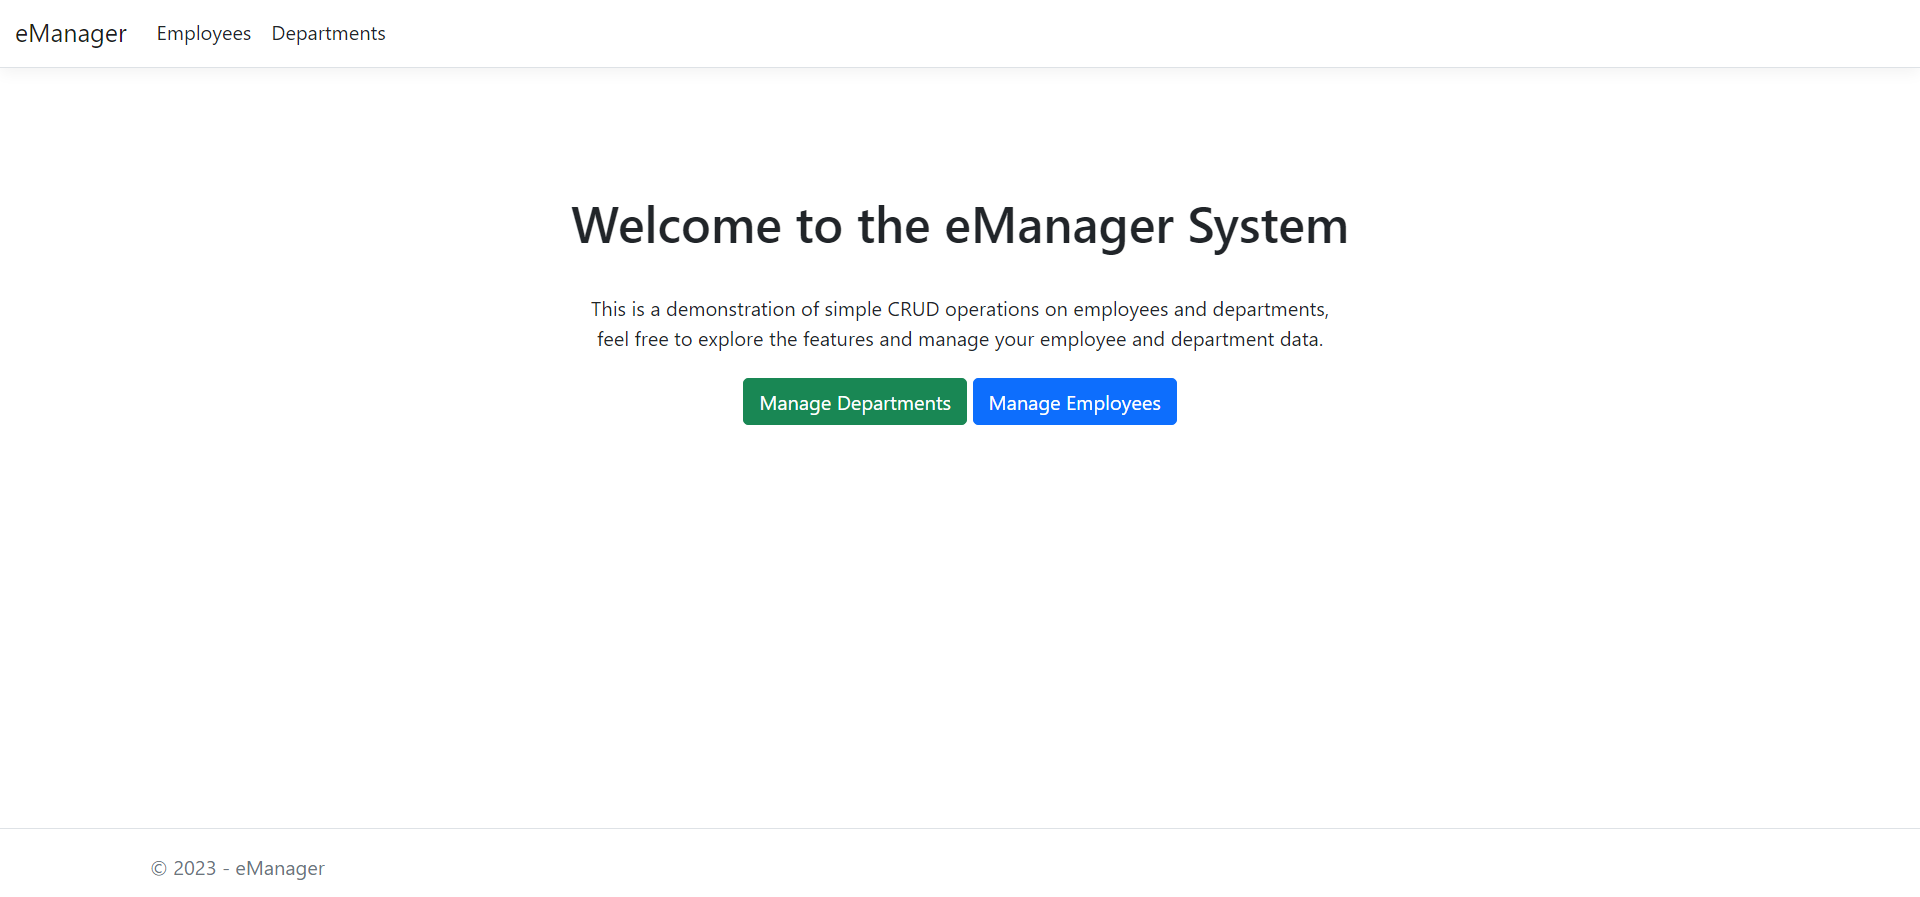 eManager Employees Departments
Welcome to the eManager System
This is a demonstration of simple CRUD operations on employees and departments,
feel free to explore the features and manage your employee and department data.
Manage Departments Manage Employees
© 2023 - eManager